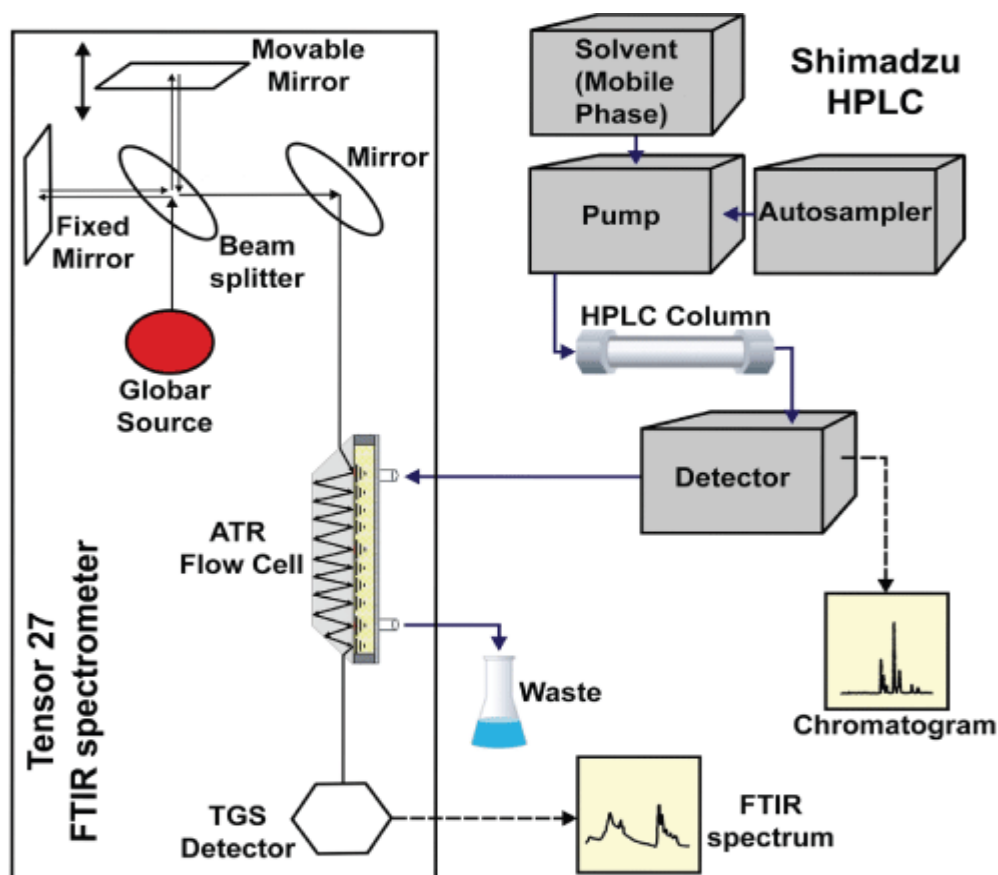 Movable
Mirror
Mirror
Fixed
Mirror
Beam
splitter
Globar
Source
ATR
Flow Cell
TGS
Detector
Tensor 27
FTIR spectrometer
Solvent
(Mobile
Phase)
Shimadzu
HPLC
Pump
Autosampler
HPLC Column
Detector
Waste
Chromatogram
FTIR
spectrum